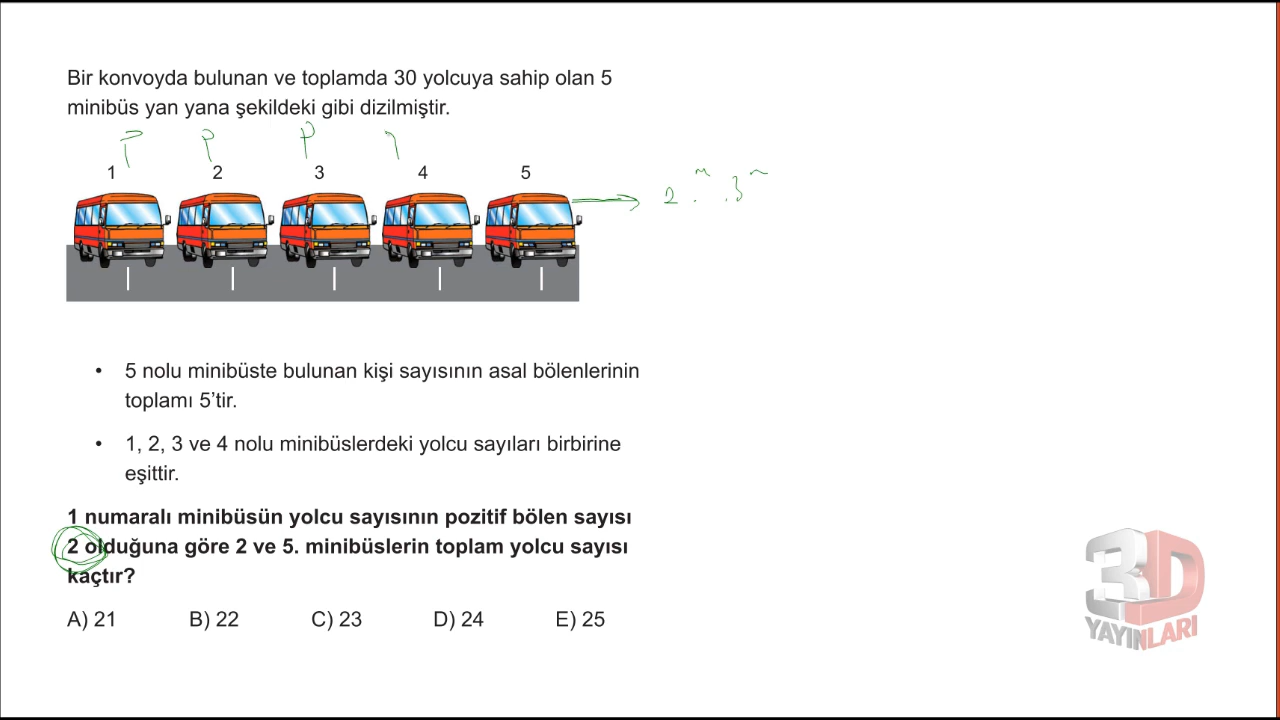 Bir konvoyda bulunan ve toplamda 30 yolcuya sahip olan 5
minibüs yan yana şekildeki gibi dizilmiştir.
P P P
1 2 3 4 5
2 . . 3
• 5 nolu minibüste bulunan kişi sayısının asal bölenlerinin
toplamı 5’tir.
• 1, 2, 3 ve 4 nolu minibüslerdeki yolcu sayıları birbirine
eşittir.
1 numaralı minibüsün yolcu sayısının pozitif bölen sayısı
2 olduğuna göre 2 ve 5. minibüslerin toplam yolcu sayısı
kaçtır?
A) 21 B) 22 C) 23 D) 24 E) 25
3D
YAYINLARI